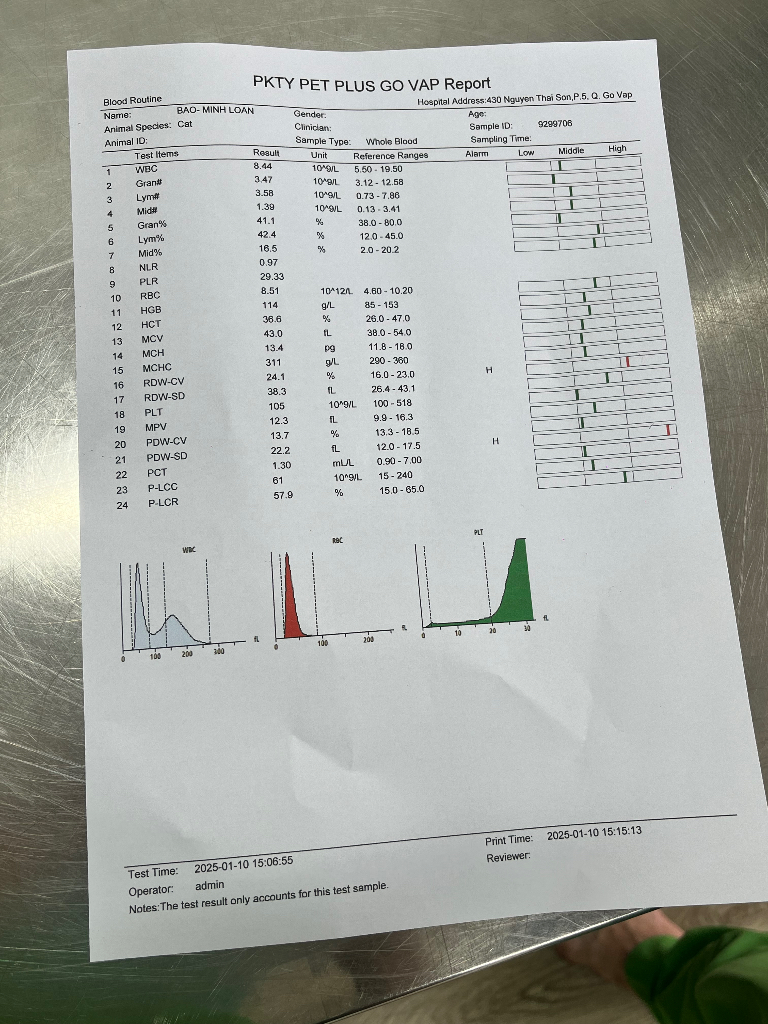 PKTY PET PLUS GO VAP Report
Blood Routine Hospital Address:430 Nguyen Thai Son,P.5, Q. Go Vap
Name: BAO- MINH LOAN Gender: Age:
Animal Species: Cat Clinician: Sample ID: 9299706
Animal ID: Sample Type: Whole Blood Sampling Time:
Test Items Result Unit Reference Ranges Alarm Low Middle High
1 WBC 8.44 10^9/L 5.50 - 19.50
2 Gran# 3.47 10^9/L 3.12 - 12.58
3 Lym# 3.58 10^9/L 0.73 - 7.86
4 Mid# 1.39 10^9/L 0.13 - 3.41
5 Gran% 41.1 % 38.0 - 80.0
6 Lym% 42.4 % 12.0 - 45.0
7 Mid% 16.5 % 2.0 - 20.2
8 NLR 0.97
9 PLR 29.33
10 RBC 8.51 10^12/L 4.60 - 10.20
11 HGB 114 g/L 85 - 153
12 HCT 36.6 % 26.0 - 47.0
13 MCV 43.0 fL 38.0 - 54.0
14 MCH 13.4 pg 11.8 - 18.0
15 MCHC 311 g/L 290 - 360
16 RDW-CV 24.1 % 16.0 - 23.0 H
17 RDW-SD 38.3 fL 26.4 - 43.1
18 PLT 105 10^9/L 100 - 518
19 MPV 12.3 fL 9.9 - 16.3
20 PDW-CV 13.7 % 13.3 - 18.5
21 PDW-SD 22.2 fL 12.0 - 17.5 H
22 PCT 1.30 mL/L 0.90 - 7.00
23 P-LCC 61 10^9/L 15 - 240
24 P-LCR 57.9 % 15.0 - 65.0
WBC RBC PLT
0 100 200 300 fL
0 100 200 fL
0 10 20 30 fL
Test Time: 2025-01-10 15:06:55 Print Time: 2025-01-10 15:15:13
Operator: admin Reviewer:
Notes:The test result only accounts for this test sample.